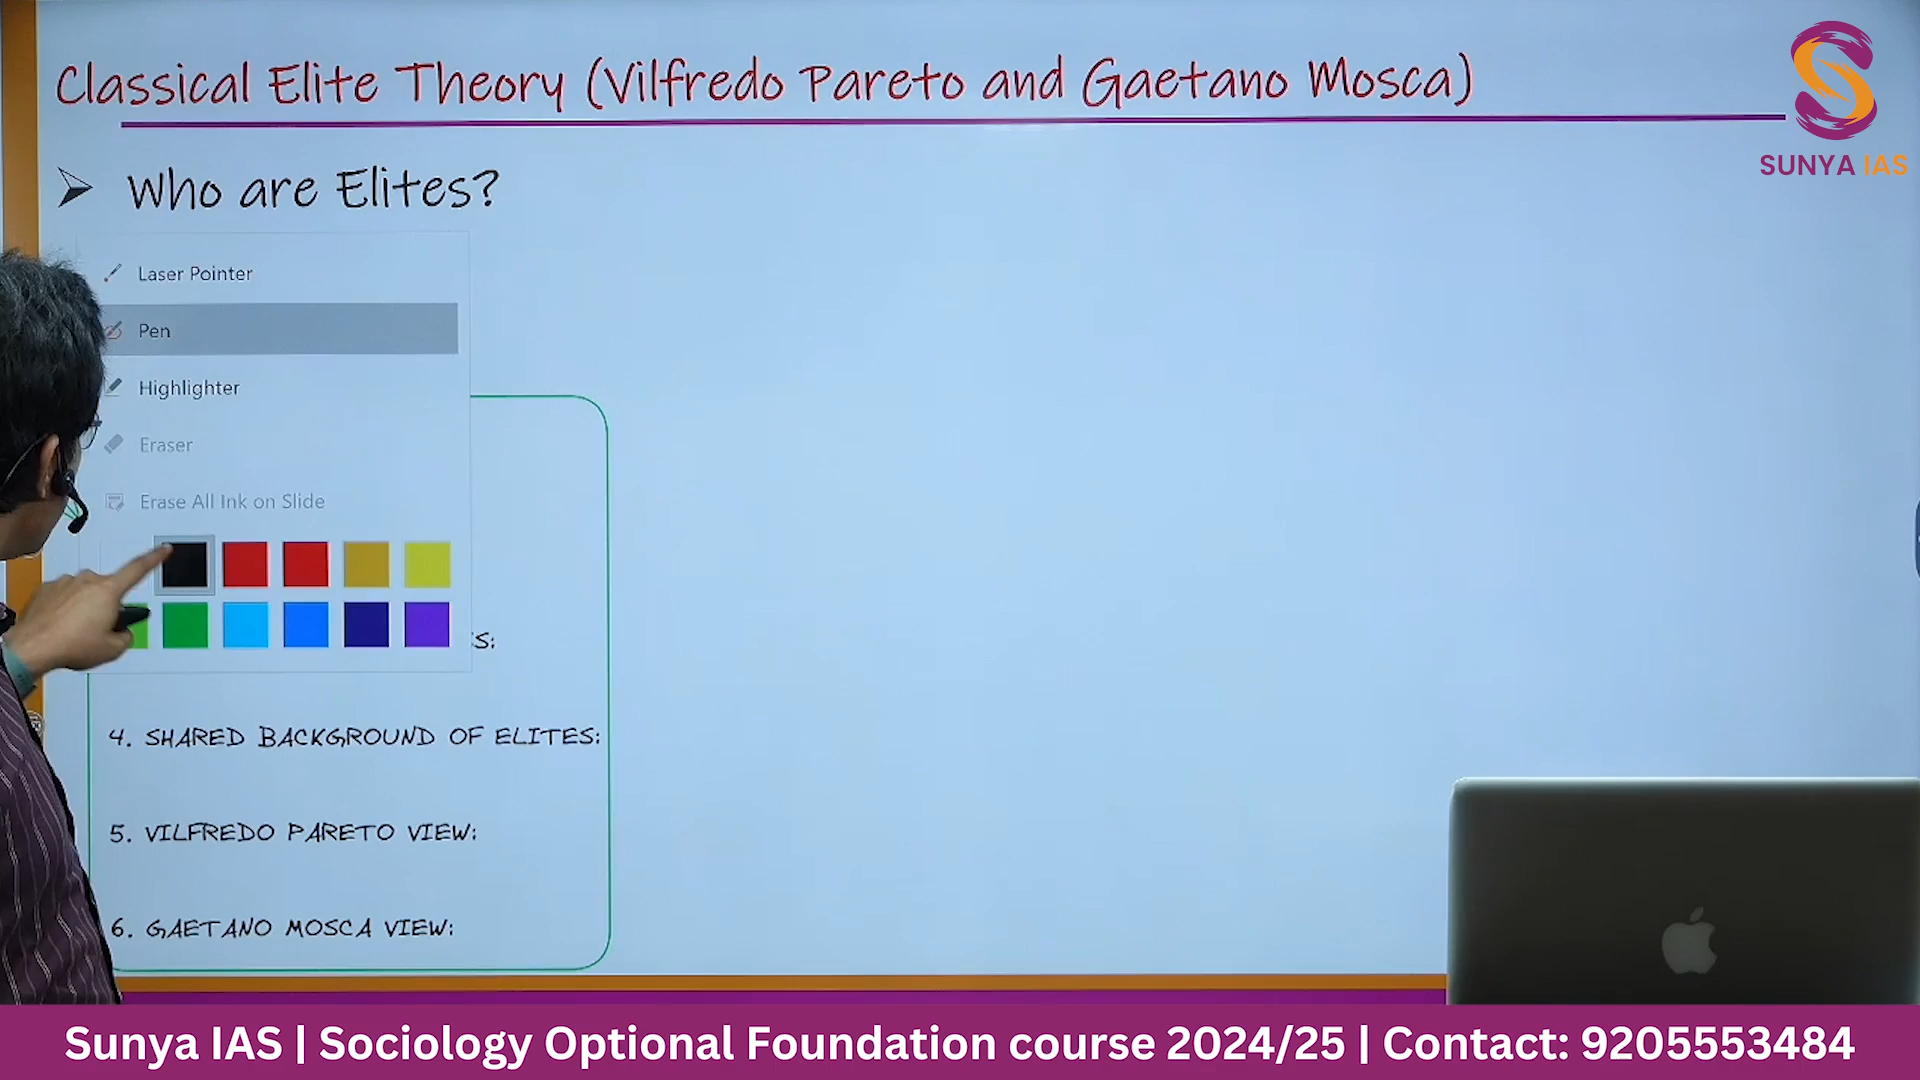 Classical Elite Theory (Vilfredo Pareto and Gaetano Mosca)
SUNYA IAS
Who are Elites?
Laser Pointer
Pen
Highlighter
Eraser
Erase All Ink on Slide
4. SHARED BACKGROUND OF ELITES:
5. VILFREDO PARETO VIEW:
6. GAETANO MOSCA VIEW:
Sunya IAS | Sociology Optional Foundation course 2024/25 | Contact: 9205553484